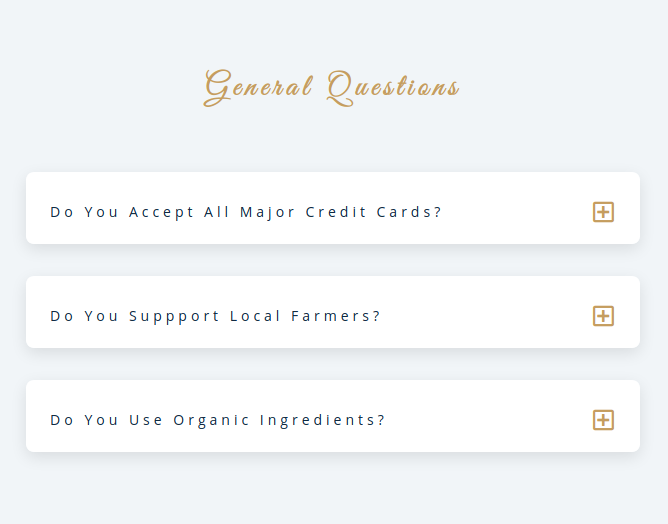 General Questions
Do You Accept All Major Credit Cards?
Do You Suppport Local Farmers?
Do You Use Organic Ingredients?